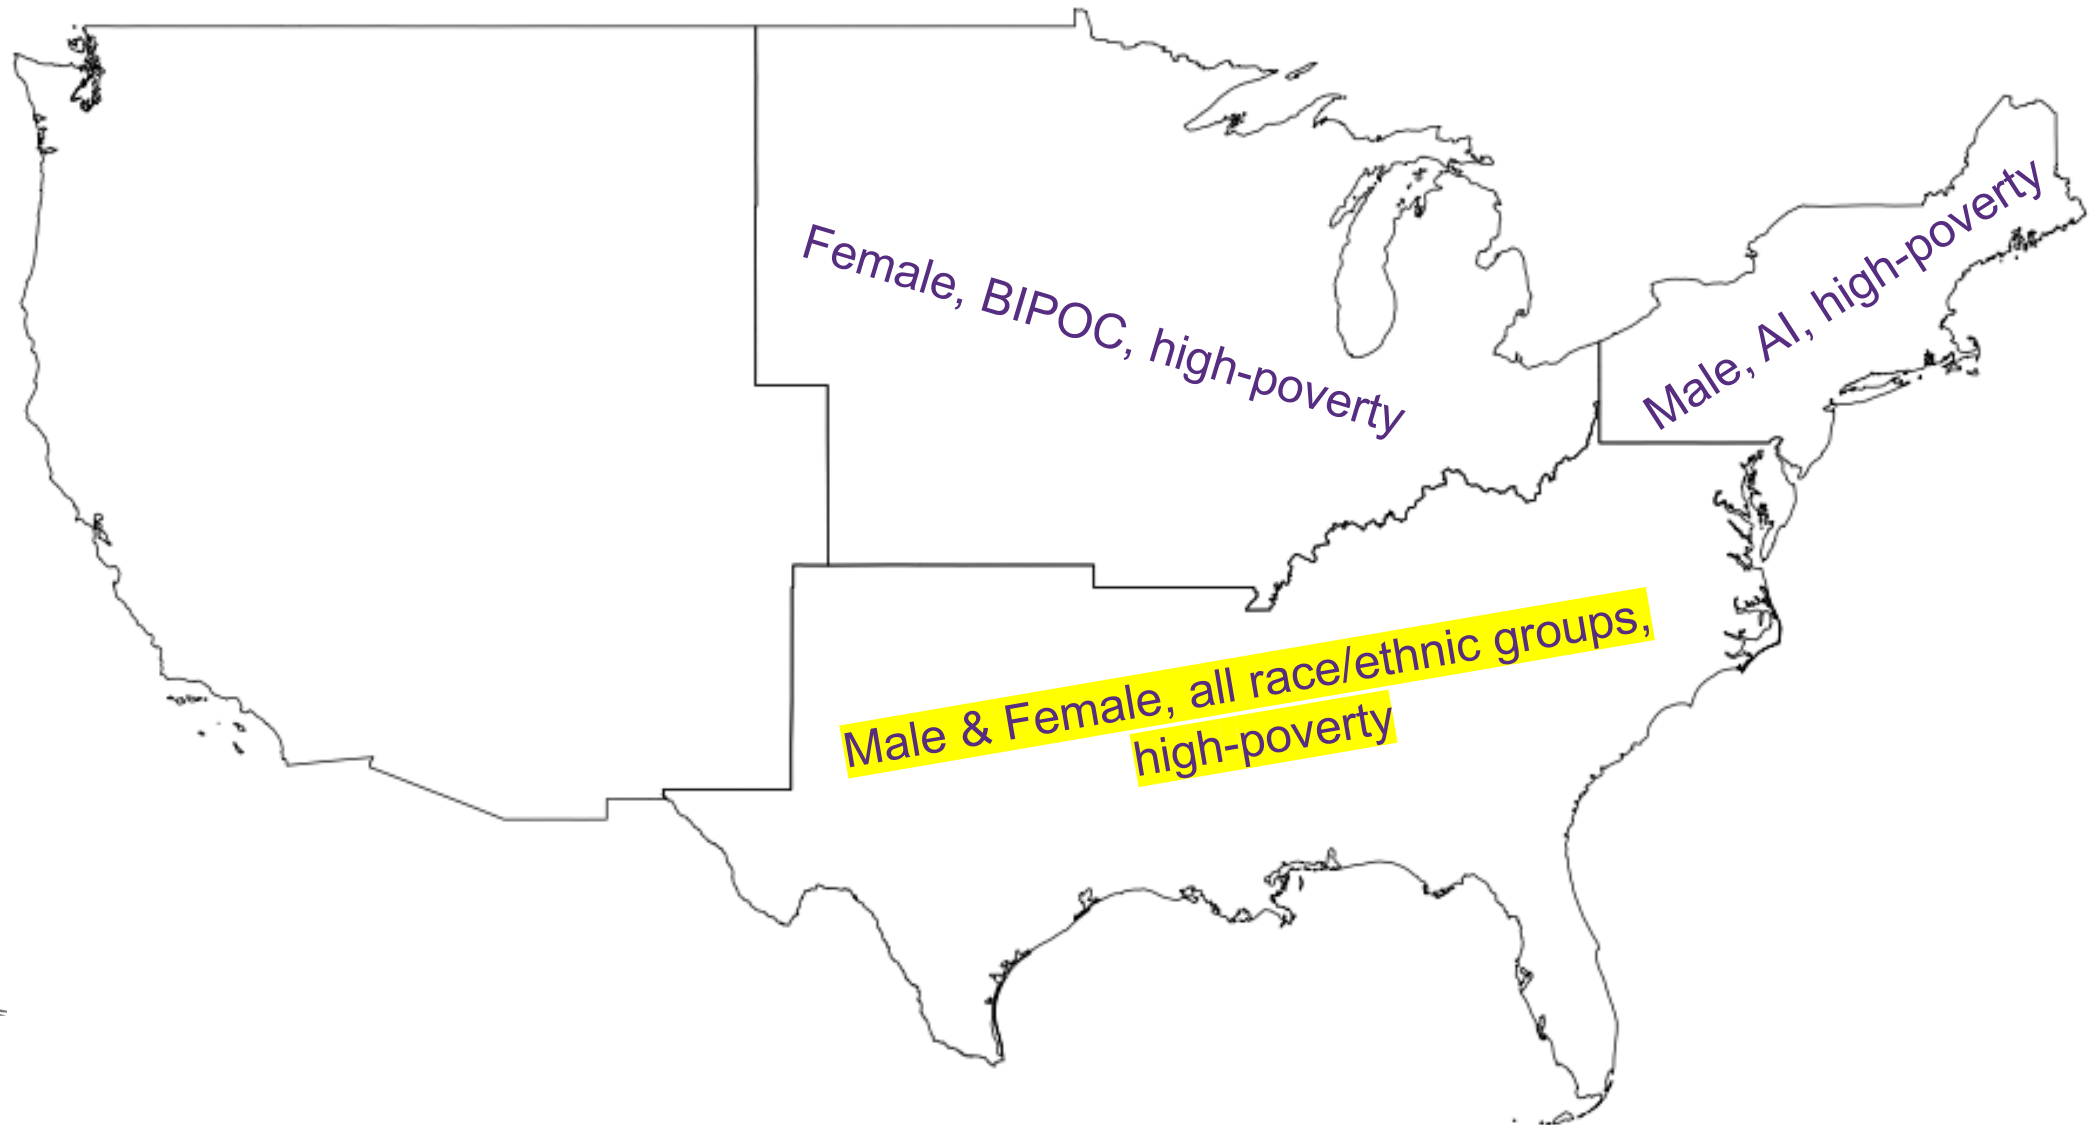 Female, BIPOC, high-poverty
Male, AI, high-poverty
Male & Female, all race/ethnic groups,
high-poverty